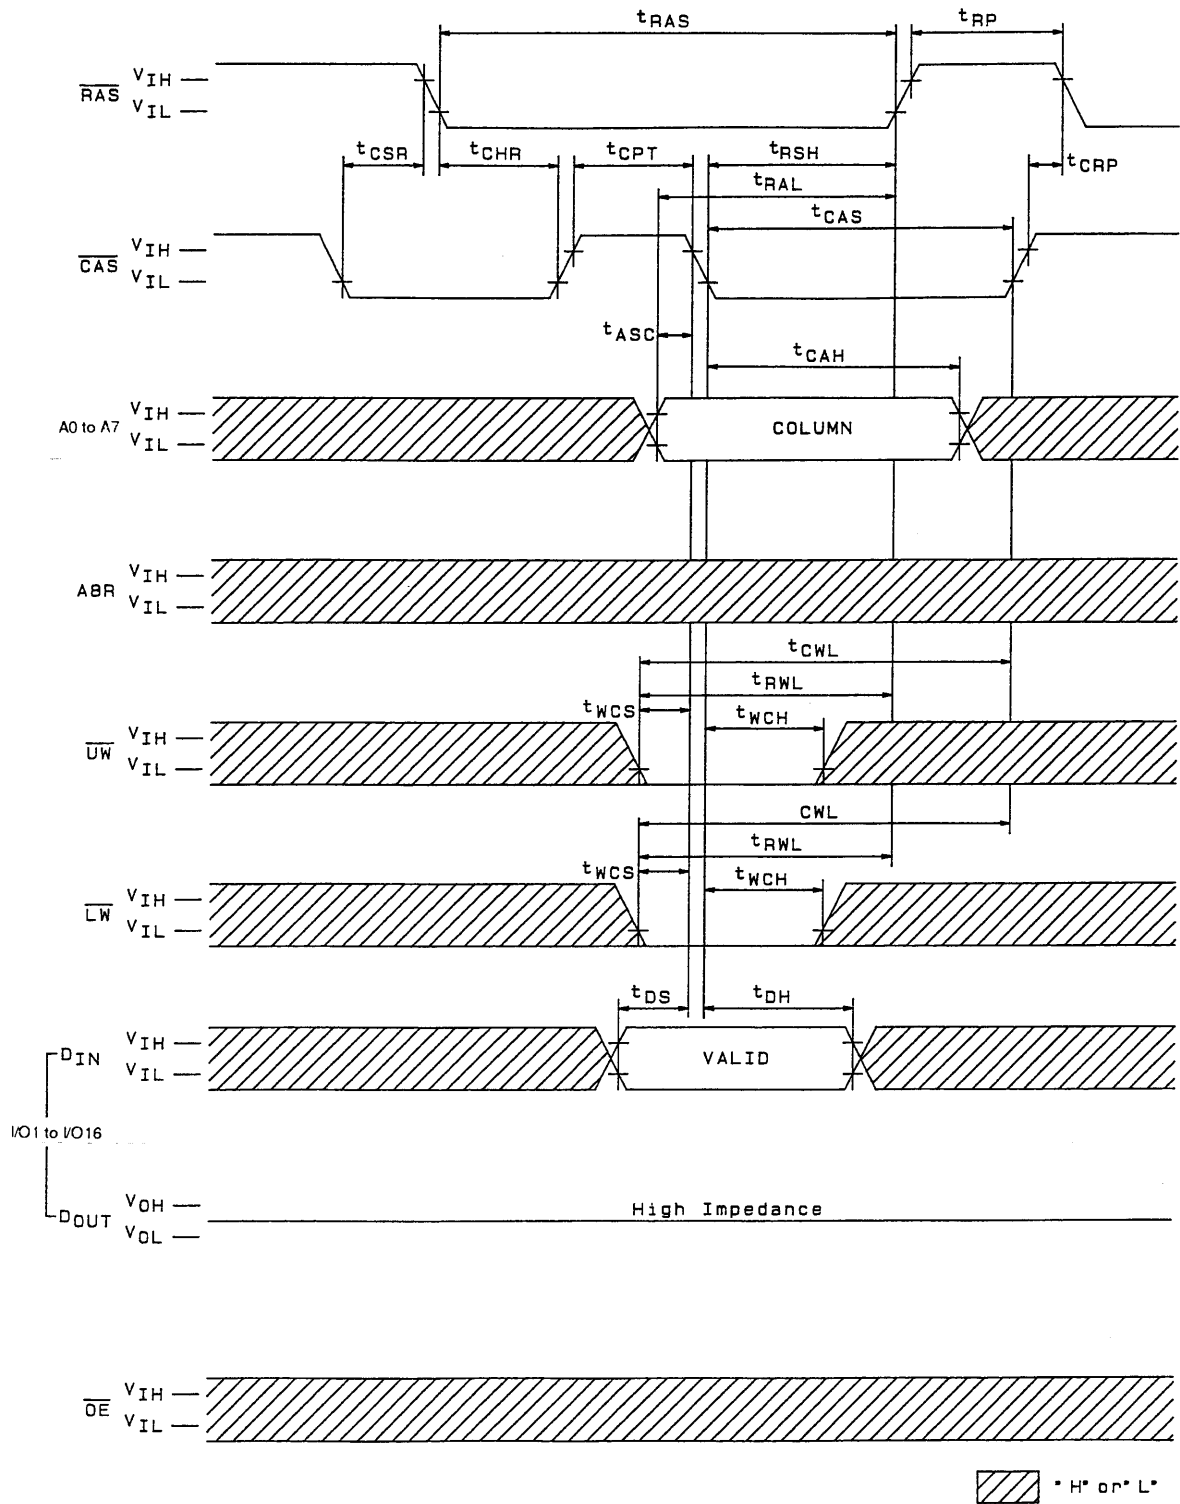 tRAS tRP
RAS VIH
VIL
tCSR tCHR tCPT tRSH tCRP
tRAL
tCAS
CAS VIH
VIL
tASC
tCAH
A0 to A7 VIH
VIL
COLUMN
A8R VIH
VIL
tCWL
tRWL
tWCS tWCH
UW VIH
VIL
CWL
tRWL
tWCS tWCH
LW VIH
VIL
tDS tDH
DIN VIH
VIL
VALID
I/O1 to I/O16
DOUT VOH
VOL
High Impedance
OE VIH
VIL
"H" or "L"